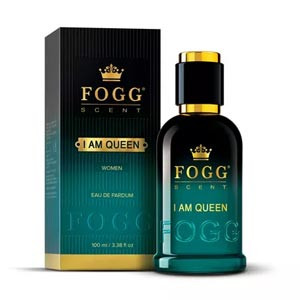 FOGG®
SCENT
I AM QUEEN
WOMEN
EAU DE PARFUM
FOGG
100 ml / 3.38 fl oz
FOGG®
SCENT
I AM QUEEN
FOGG